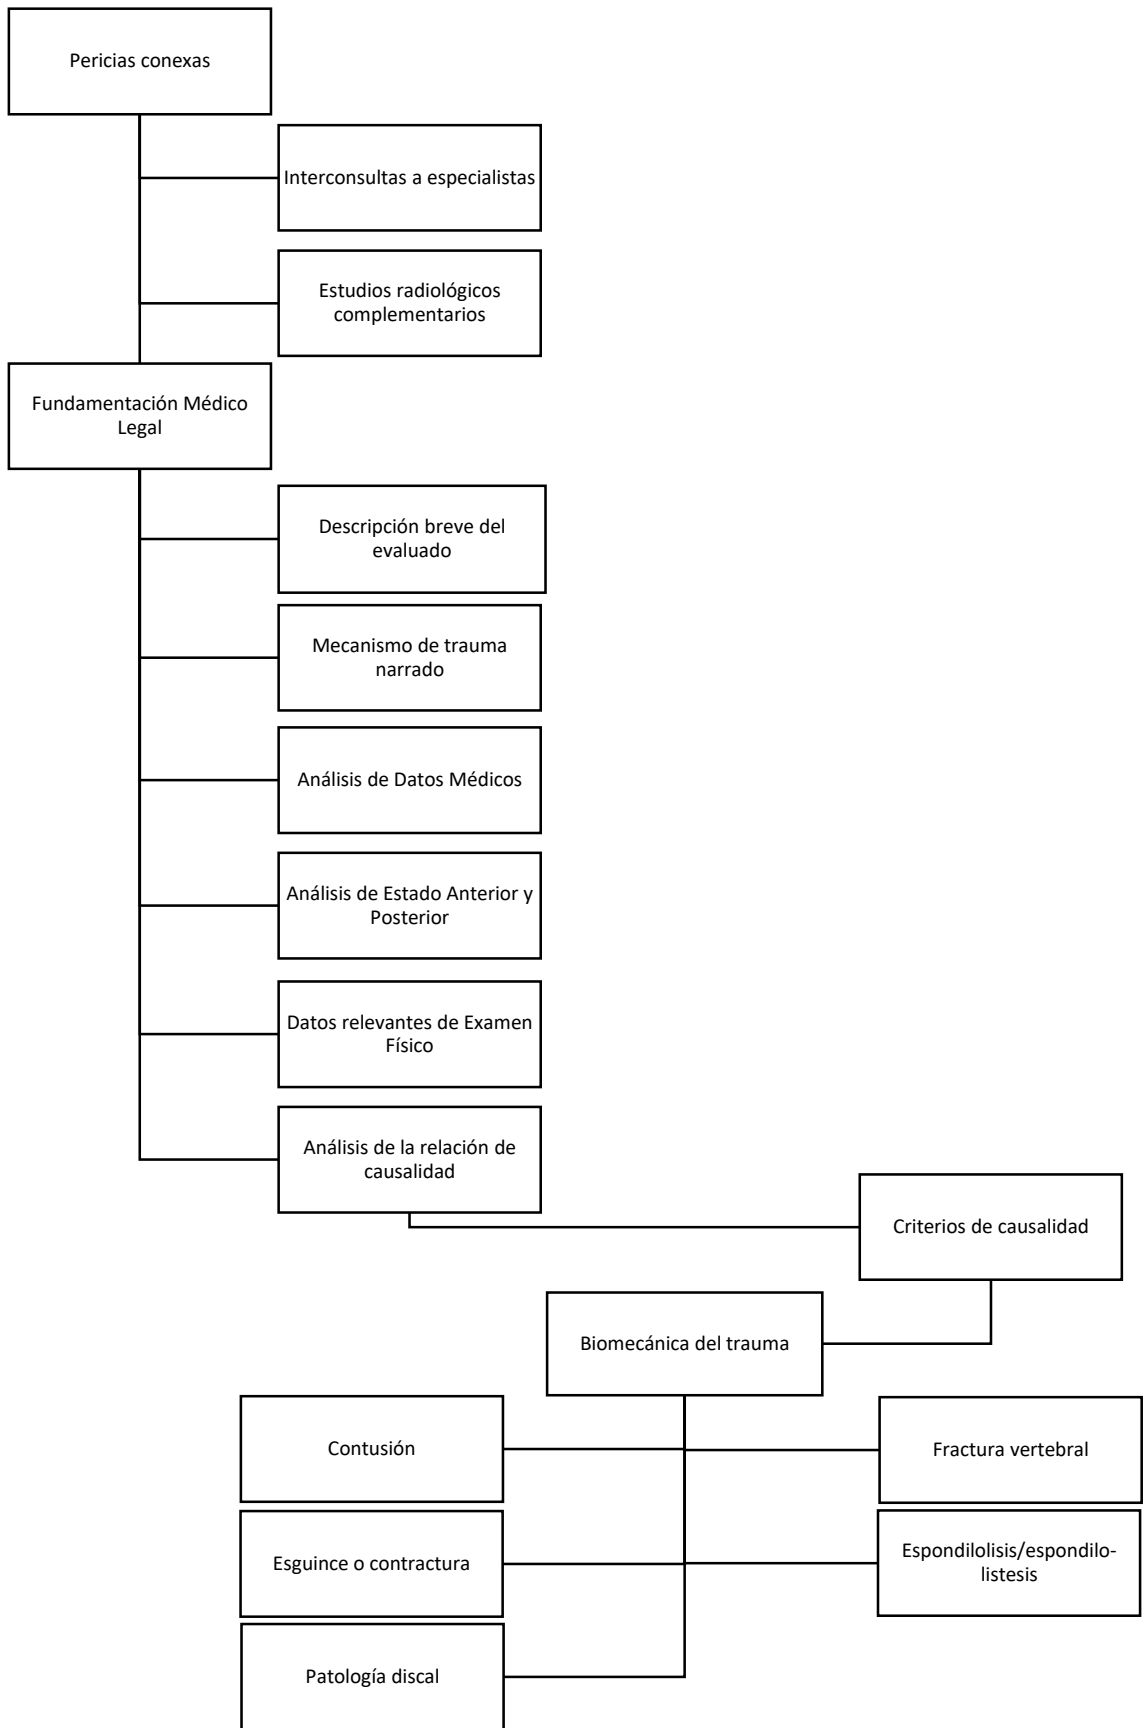 Pericias conexas
Interconsultas a especialistas
Estudios radiológicos
complementarios
Fundamentación Médico
Legal
Descripción breve del
evaluado
Mecanismo de trauma
narrado
Análisis de Datos Médicos
Análisis de Estado Anterior y
Posterior
Datos relevantes de Examen
Físico
Análisis de la relación de
causalidad
Criterios de causalidad
Biomecánica del trauma
Contusión
Fractura vertebral
Esguince o contractura
Espondilolisis/espondilo-
listesis
Patología discal